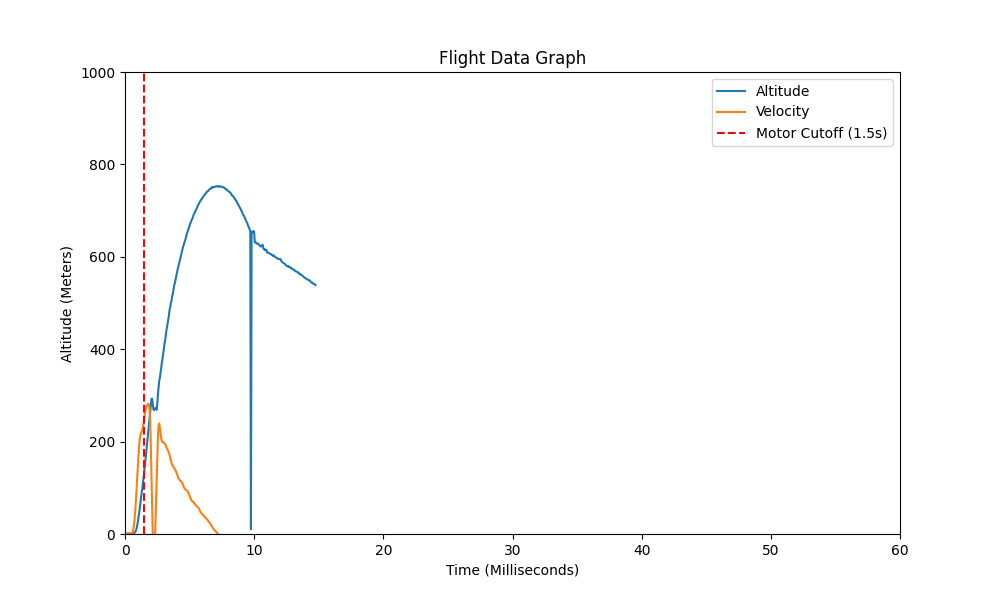 Flight Data Graph
1000
800
600
400
200
0
Altitude (Meters)
Altitude
Velocity
Motor Cutoff (1.5s)
0 10 20 30 40 50 60
Time (Milliseconds)